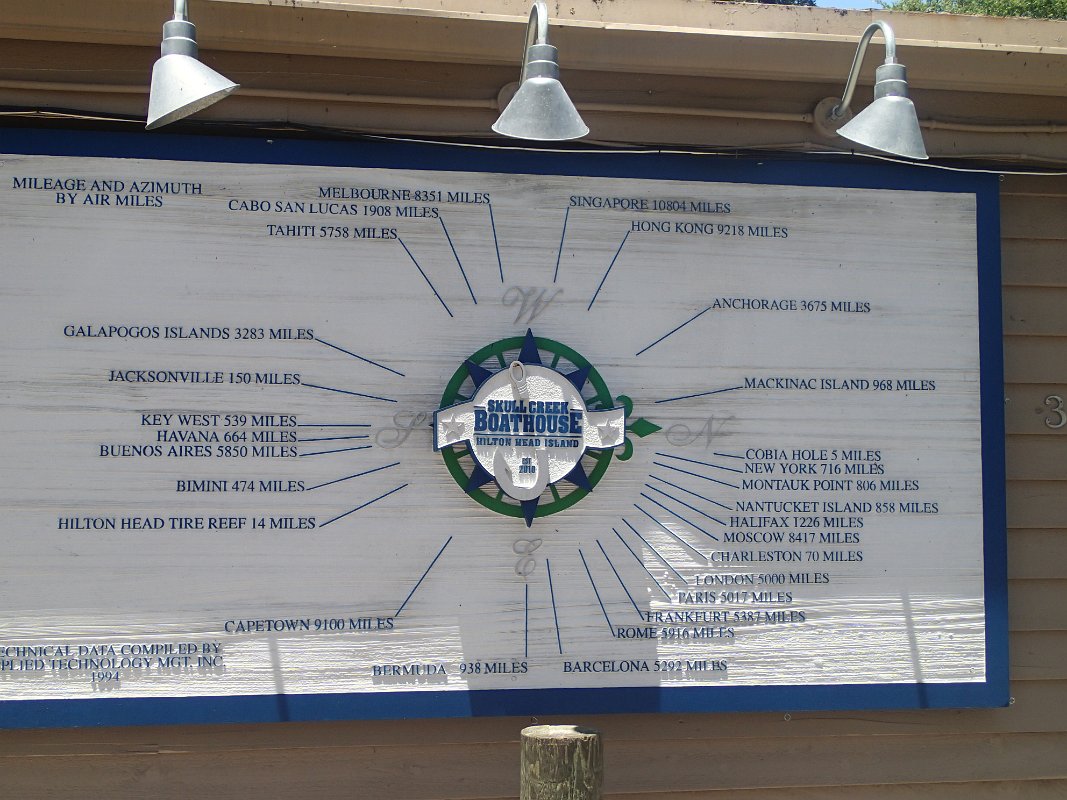 MILEAGE AND AZIMUTH
BY AIR MILES
MELBOURNE 8351 MILES
CABO SAN LUCAS 1908 MILES
TAHITI 5758 MILES
SINGAPORE 10804 MILES
HONG KONG 9218 MILES
W
ANCHORAGE 3675 MILES
GALAPOGOS ISLANDS 3283 MILES
JACKSONVILLE 150 MILES
MACKINAC ISLAND 968 MILES
KEY WEST 539 MILES
HAVANA 664 MILES
BUENOS AIRES 5850 MILES
BIMINI 474 MILES
HILTON HEAD TIRE REEF 14 MILES
S
SKULL CREEK
BOATHOUSE
HILTON HEAD ISLAND
EST
2010
N
3
COBIA HOLE 5 MILES
NEW YORK 716 MILES
MONTAUK POINT 806 MILES
NANTUCKET ISLAND 858 MILES
HALIFAX 1226 MILES
MOSCOW 8417 MILES
CHARLESTON 70 MILES
LONDON 5000 MILES
PARIS 5017 MILES
FRANKFURT 5387 MILES
ROME 5916 MILES
E
CAPETOWN 9100 MILES
BERMUDA 938 MILES
BARCELONA 5292 MILES
ECHNICAL DATA COMPILED BY
PLIED TECHNOLOGY MGT, INC.
1994